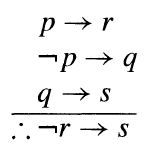 p → r
¬p → q
q → s
∴ ¬r → s